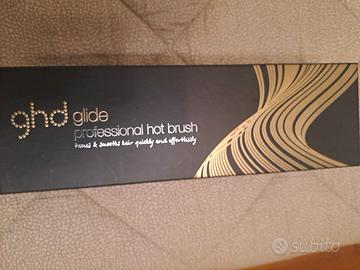 ghd glide
professional hot brush
tames & smooths hair quickly and effortlessly
subito